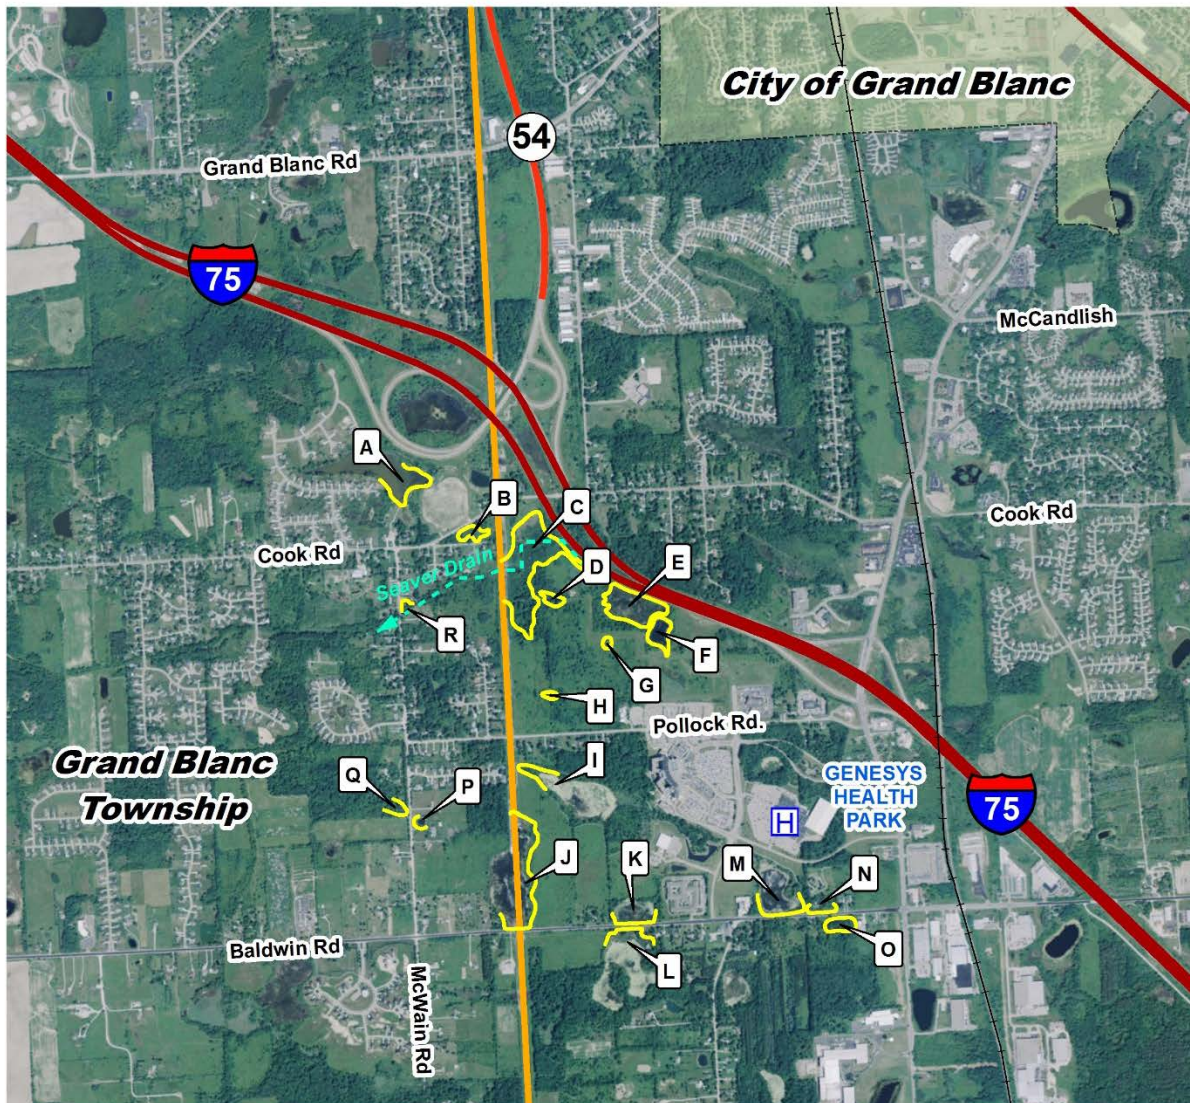 City of Grand Blanc
54
Grand Blanc Rd
75
McCandlish
A
B
C
Cook Rd
Cook Rd
Seaver Drain
D
E
R
F
G
H
Pollock Rd.
Grand Blanc
Township
I
GENESYS
HEALTH
PARK
75
Q
P
H
J
K
M
N
Baldwin Rd
O
L
McWain Rd